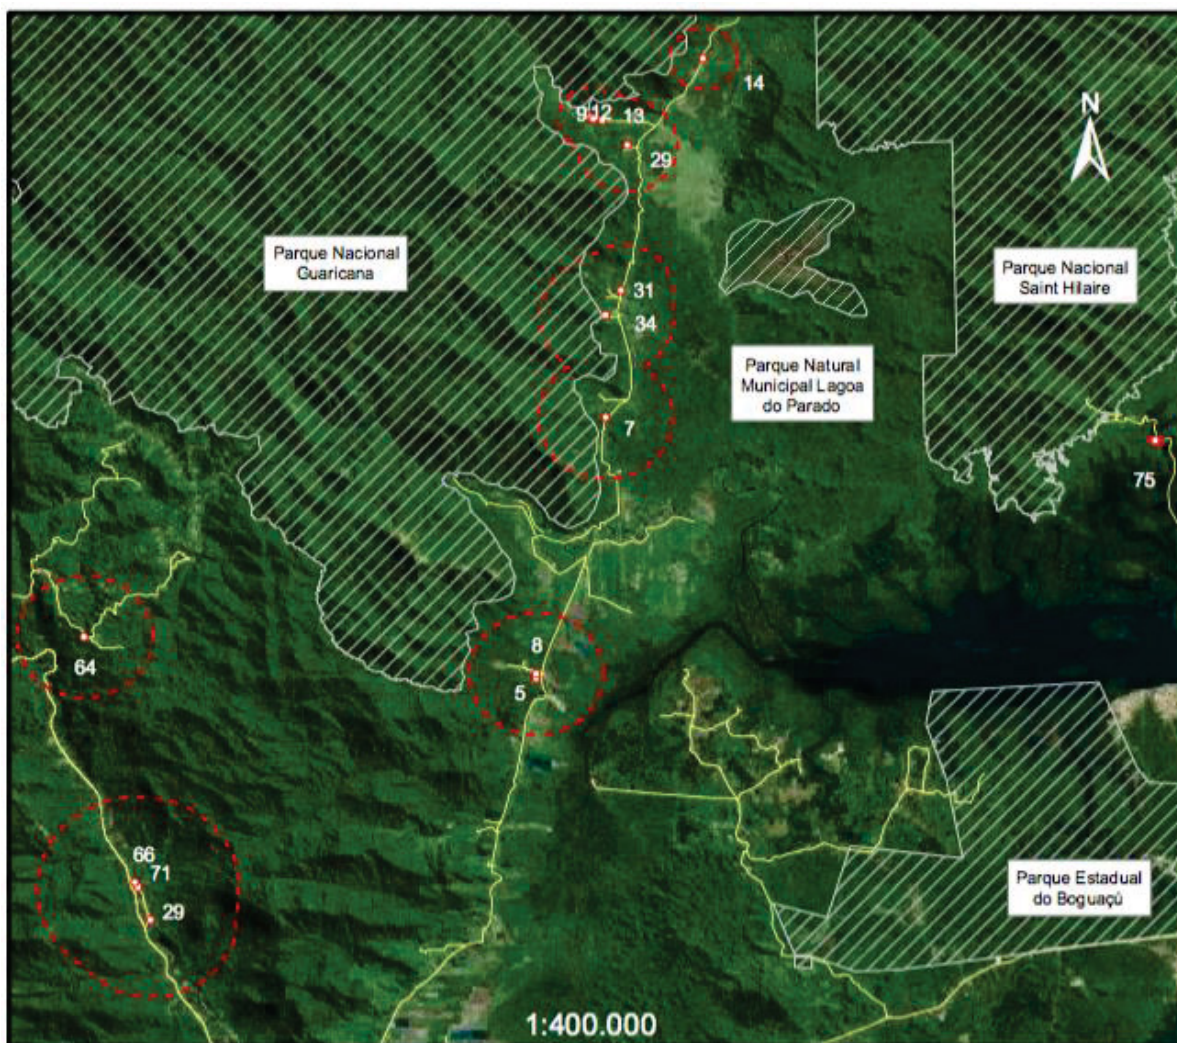 14
N
9 12 13
29
Parque Nacional
Guaricana
Parque Nacional
Saint Hilaire
31
34
Parque Natural
Municipal Lagoa
do Parado
7
75
64
8
5
66
71
29
Parque Estadual
do Boguaçú
1:400.000